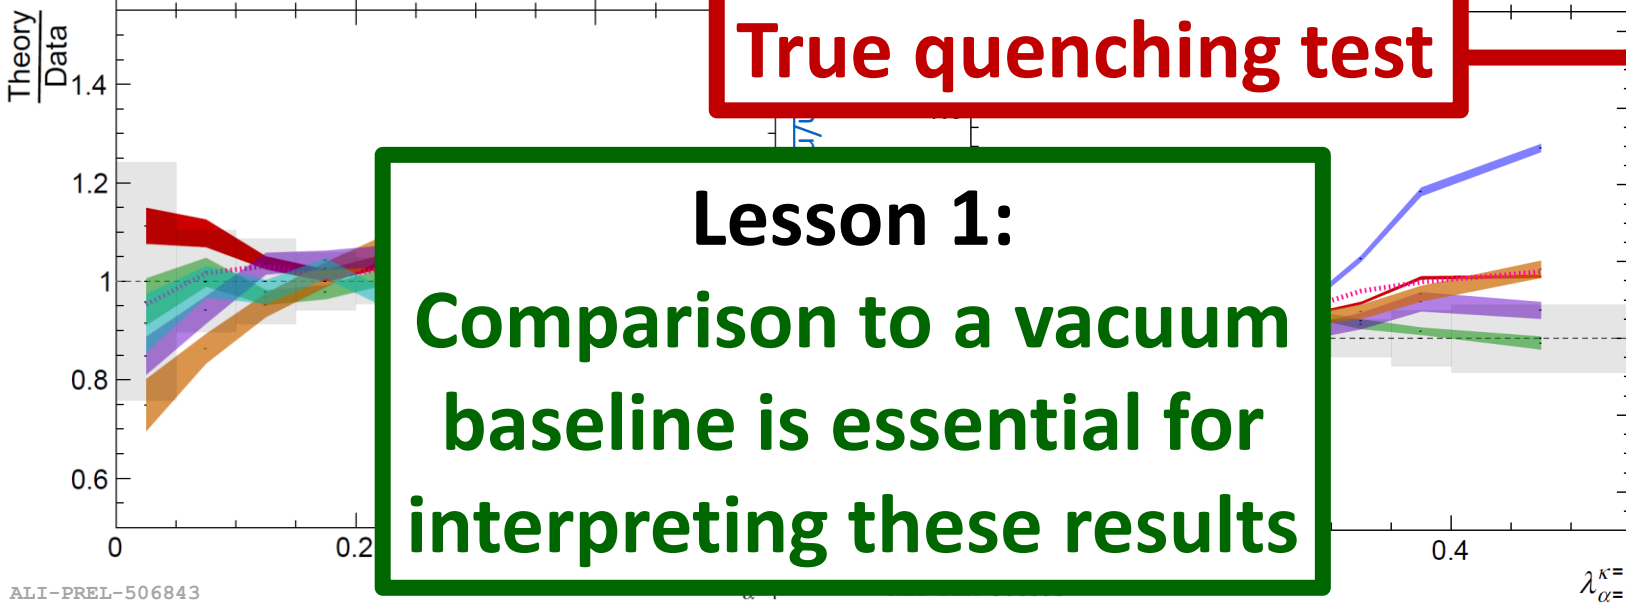 True quenching test
Theory
Data
1.4
1.2
1
0.8
0.6
Lesson 1:
Comparison to a vacuum
baseline is essential for
interpreting these results
0
0.2
0.4
λ
κ=
α=
ALI-PREL-506843